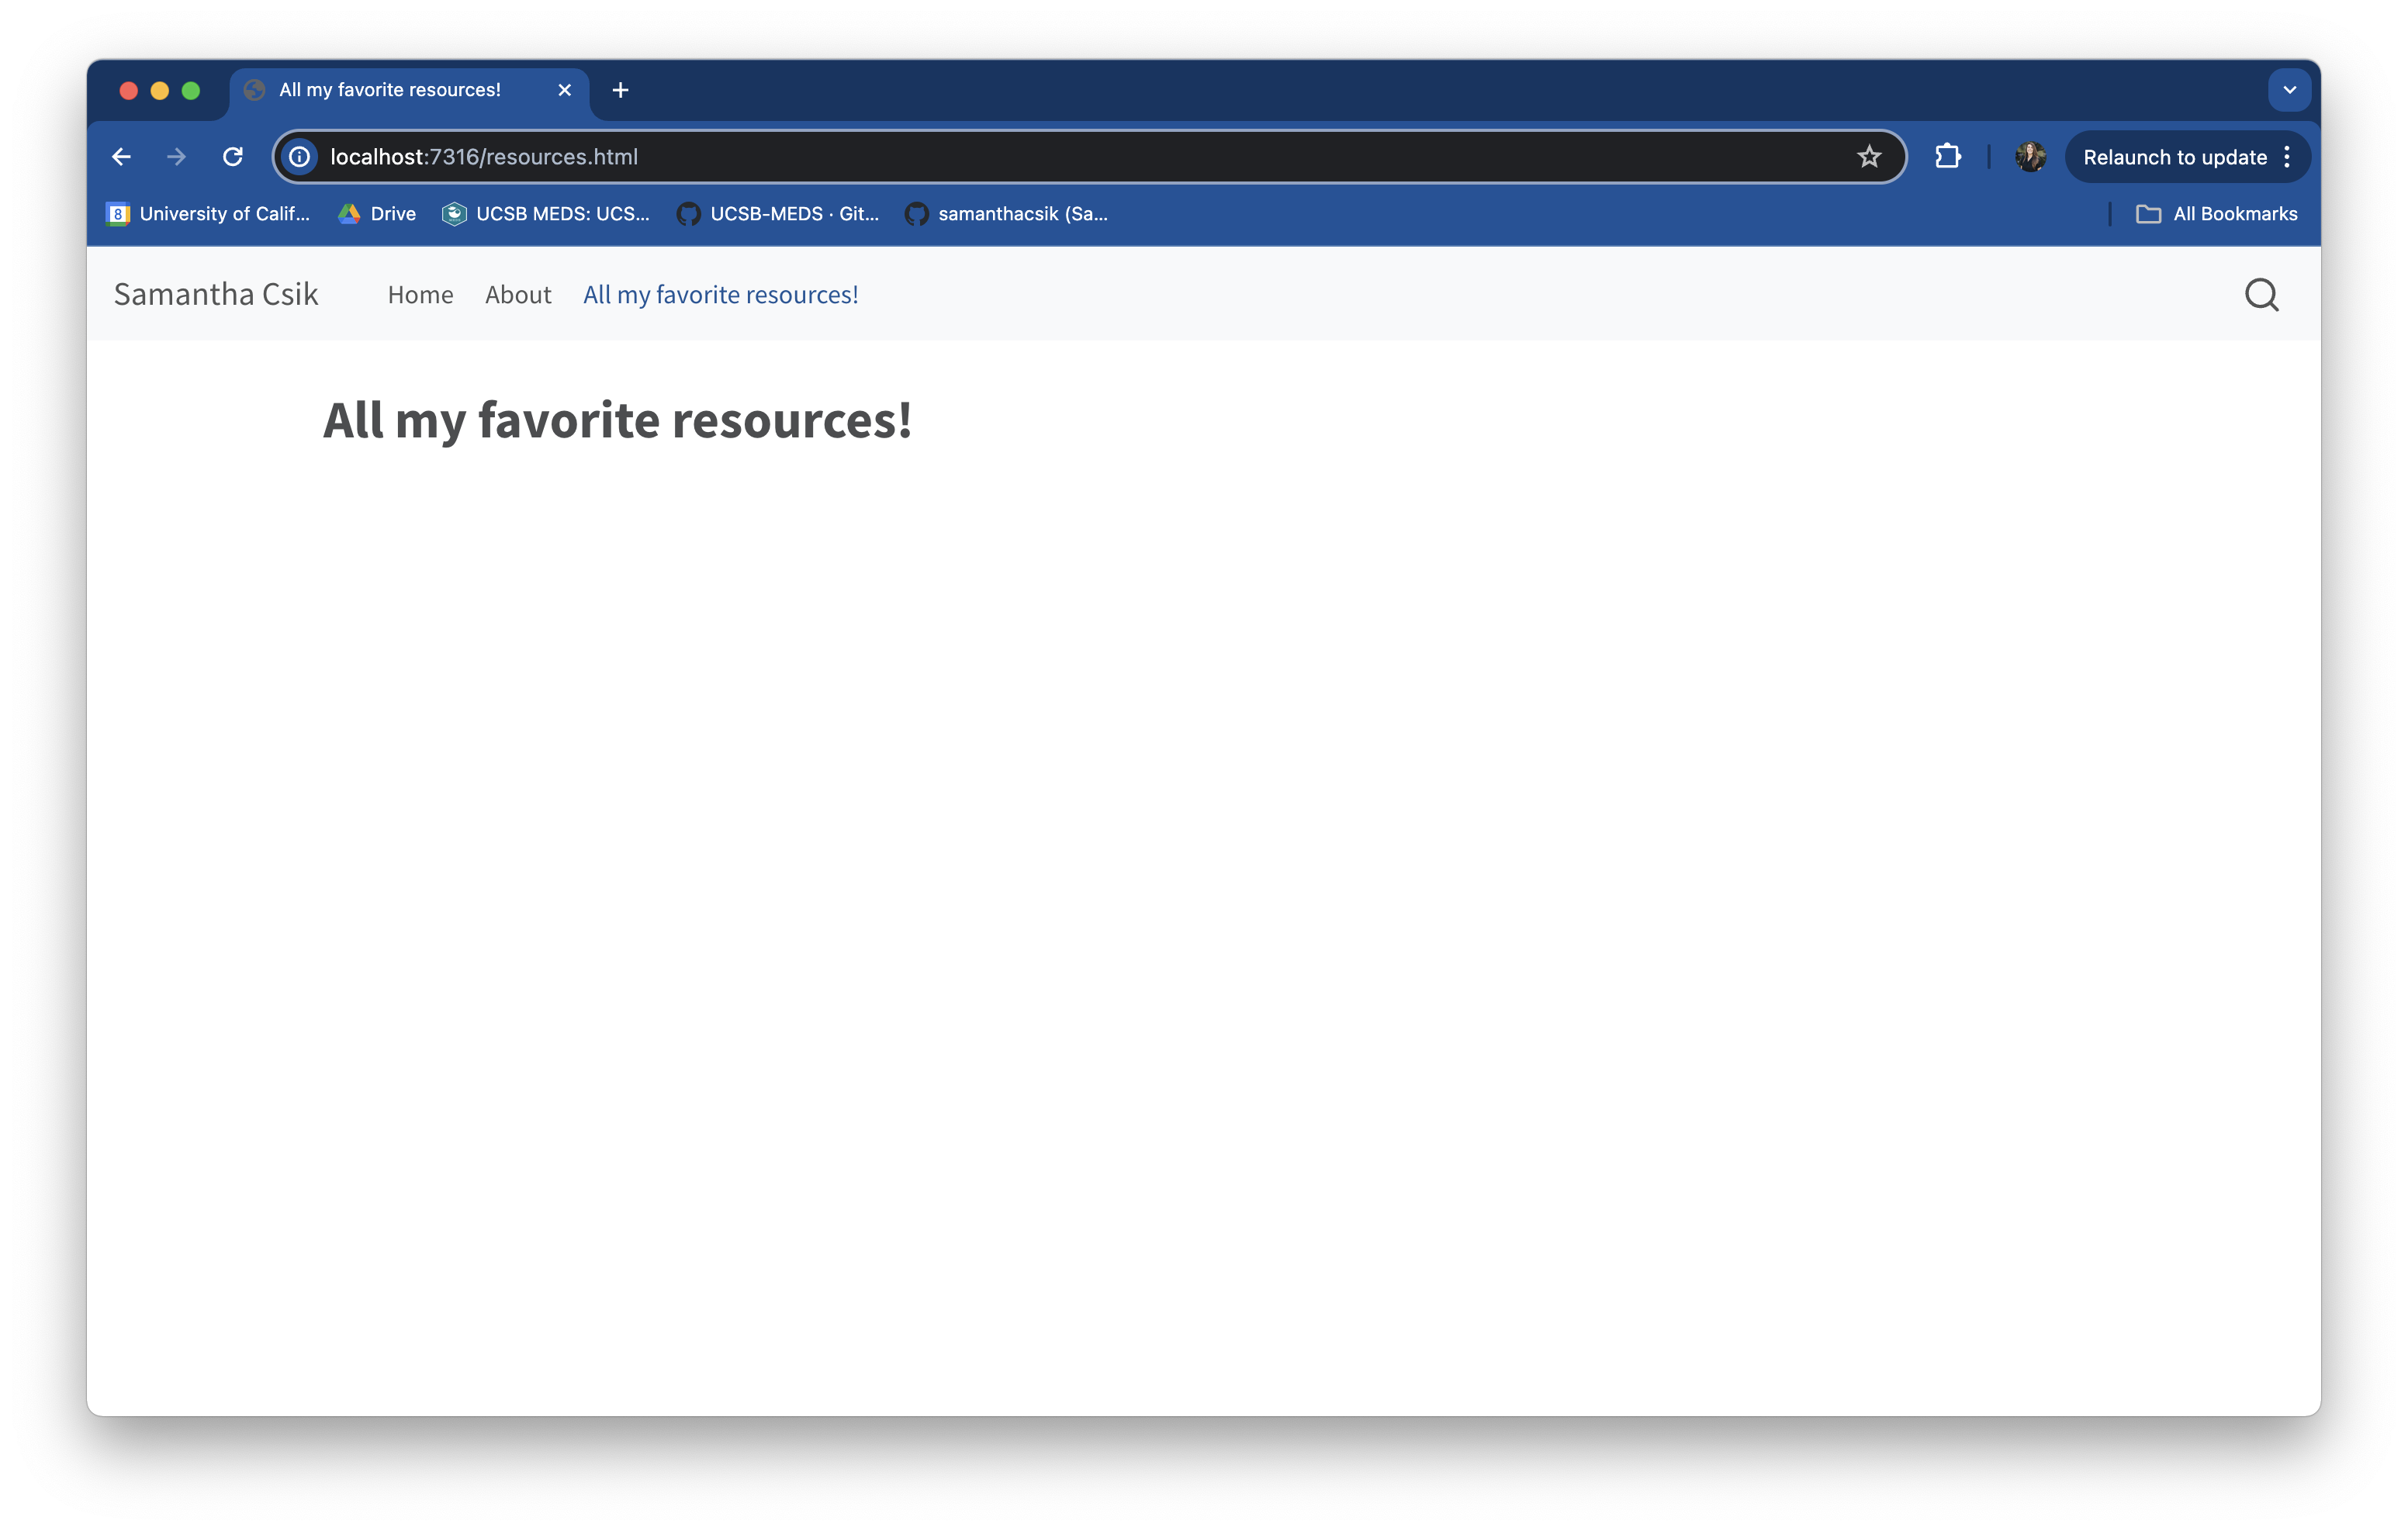 All my favorite resources!
localhost:7316/resources.html
Relaunch to update
8 University of Calif... Drive UCSB MEDS: UCS... UCSB-MEDS · Git... samanthacsik (Sa... All Bookmarks
Samantha Csik Home About All my favorite resources!
All my favorite resources!